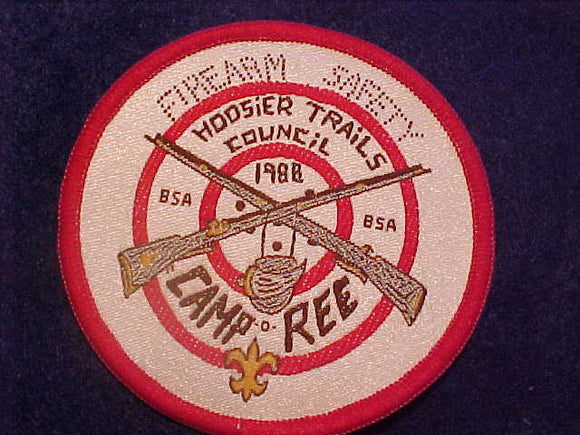 FIREARM SAFETY
HOOSIER TRAILS
COUNCIL
1988
BSA
BSA
CAMP-O-REE